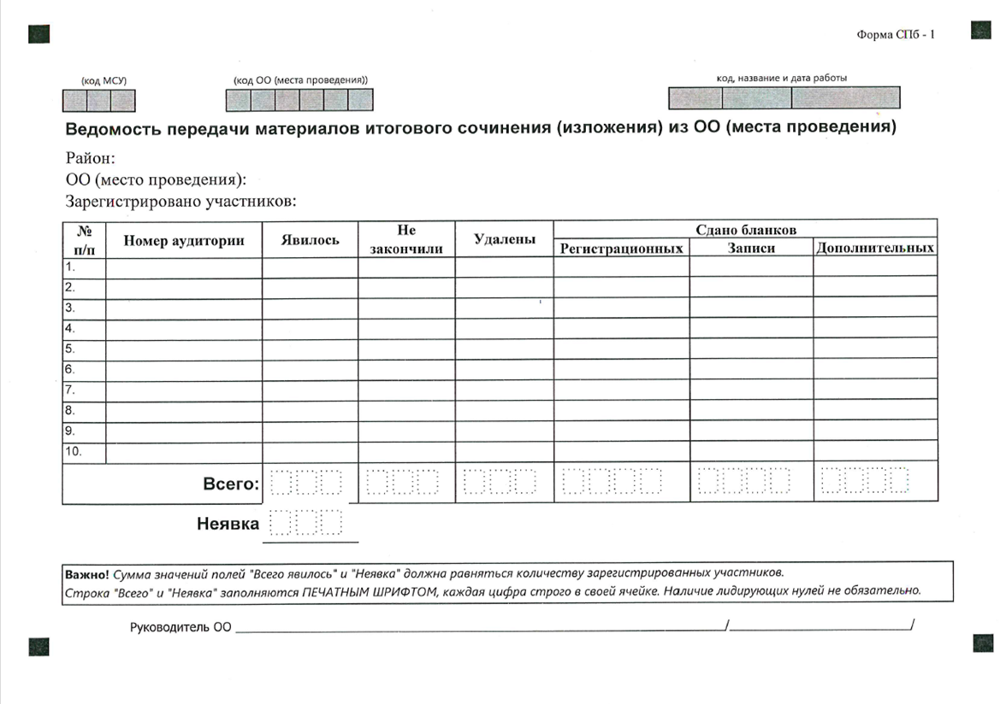 Форма СПб - 1
(код МСУ)
(код ОО (места проведения))
код, название и дата работы
Ведомость передачи материалов итогового сочинения (изложения) из ОО (места проведения)
Район:
ОО (место проведения):
Зарегистрировано участников:
№ п/п
Номер аудитории
Явилось
Не закончили
Удалены
Сдано бланков
Регистрационных
Записи
Дополнительных
1.
2.
3.
4.
5.
6.
7.
8.
9.
10.
Всего:
Неявка
Важно! Сумма значений полей "Всего явилось" и "Неявка" должна равняться количеству зарегистрированных участников.
Строка "Всего" и "Неявка" заполняются ПЕЧАТНЫМ ШРИФТОМ, каждая цифра строго в своей ячейке. Наличие лидирующих нулей не обязательно.
Руководитель ОО ____________________/____________________/